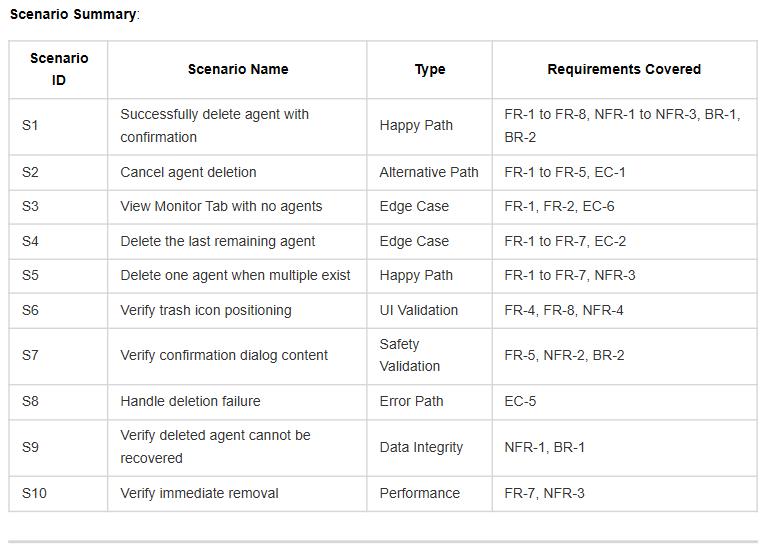 Scenario Summary:
Scenario
ID
Scenario Name
Type
Requirements Covered
S1
Successfully delete agent with
confirmation
Happy Path
FR-1 to FR-8, NFR-1 to NFR-3, BR-1,
BR-2
S2
Cancel agent deletion
Alternative Path
FR-1 to FR-5, EC-1
S3
View Monitor Tab with no agents
Edge Case
FR-1, FR-2, EC-6
S4
Delete the last remaining agent
Edge Case
FR-1 to FR-7, EC-2
S5
Delete one agent when multiple exist
Happy Path
FR-1 to FR-7, NFR-3
S6
Verify trash icon positioning
UI Validation
FR-4, FR-8, NFR-4
S7
Verify confirmation dialog content
Safety
Validation
FR-5, NFR-2, BR-2
S8
Handle deletion failure
Error Path
EC-5
S9
Verify deleted agent cannot be
recovered
Data Integrity
NFR-1, BR-1
S10
Verify immediate removal
Performance
FR-7, NFR-3